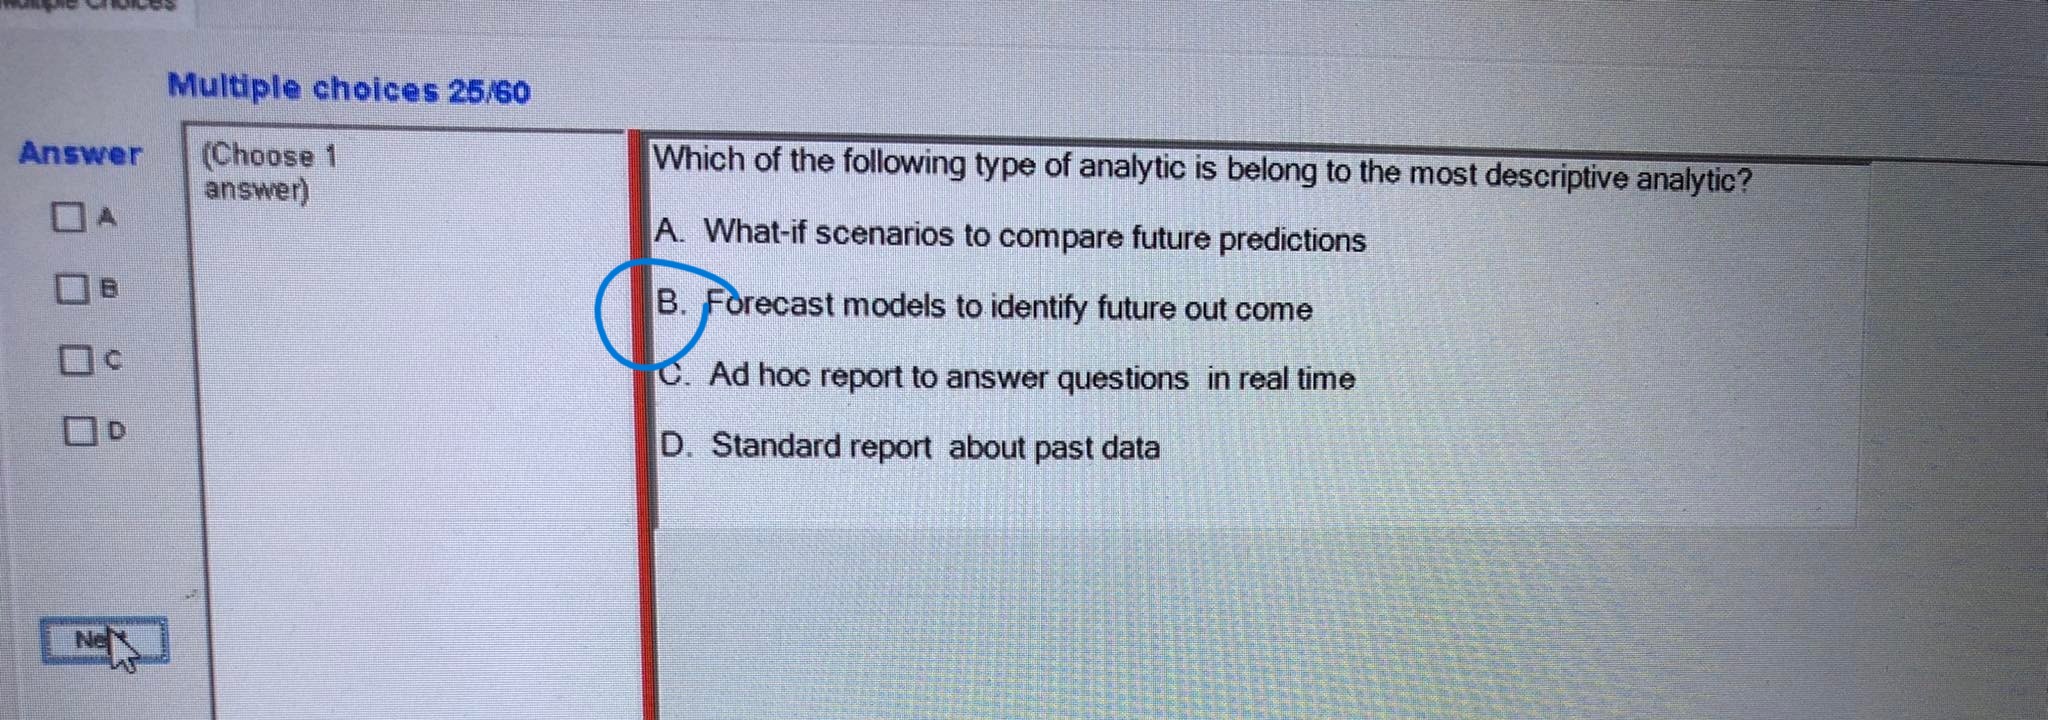 Multiple Choices
Multiple choices 25/60
Answer
(Choose 1
answer)
A
B
C
D
Which of the following type of analytic is belong to the most descriptive analytic?
A. What-if scenarios to compare future predictions
B. Forecast models to identify future out come
C. Ad hoc report to answer questions in real time
D. Standard report about past data